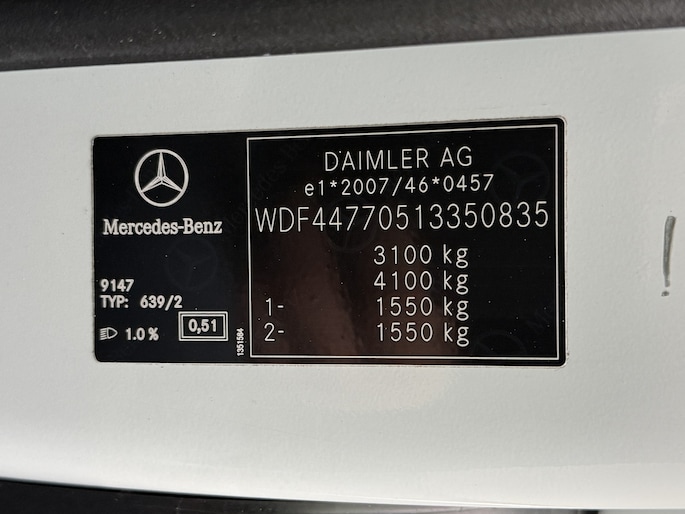 Mercedes-Benz
9147
TYP: 639/2
1.0 %
0,51
1351584
DAIMLER AG
e1*2007/46*0457
WDF44770513350835
3100 kg
4100 kg
1- 1550 kg
2- 1550 kg